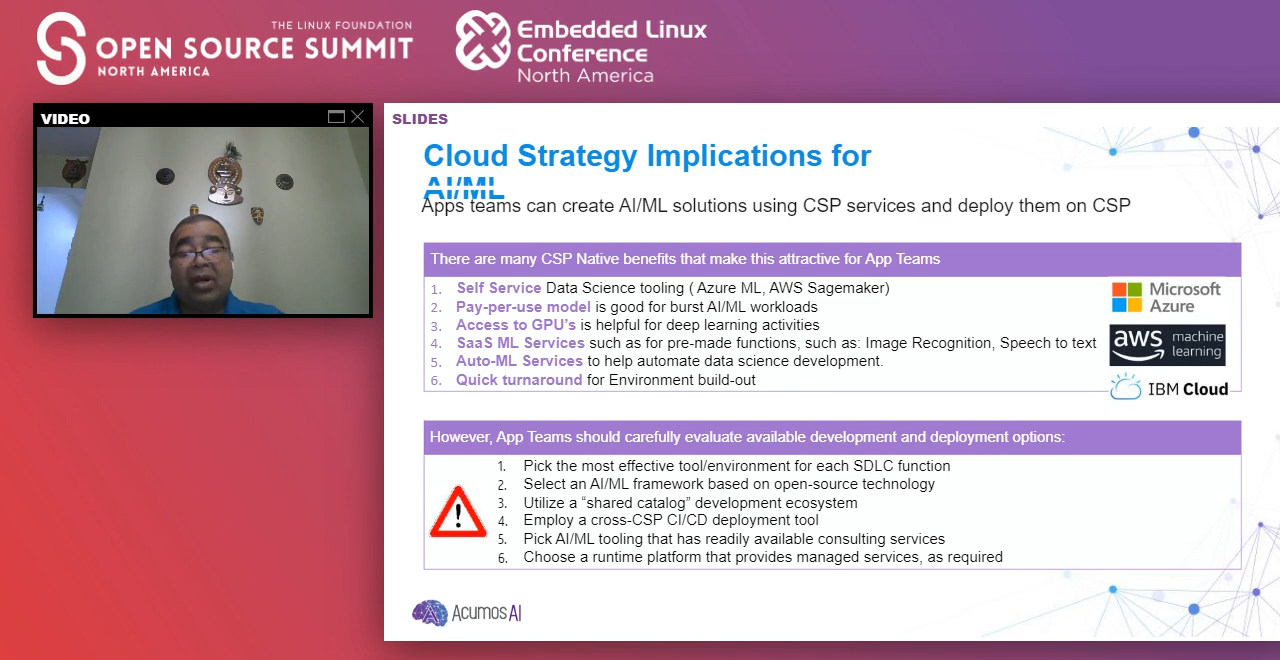 THE LINUX FOUNDATION
OPEN SOURCE SUMMIT
NORTH AMERICA
Embedded Linux
Conference
North America
VIDEO
SLIDES
Cloud Strategy Implications for
AI/ML
Apps teams can create AI/ML solutions using CSP services and deploy them on CSP
There are many CSP Native benefits that make this attractive for App Teams
1. Self Service Data Science tooling ( Azure ML, AWS Sagemaker)
2. Pay-per-use model is good for burst AI/ML workloads
3. Access to GPU's is helpful for deep learning activities
4. SaaS ML Services such as for pre-made functions, such as: Image Recognition, Speech to text
5. Auto-ML Services to help automate data science development.
6. Quick turnaround for Environment build-out
Microsoft
Azure
aws machine
learning
IBM Cloud
However, App Teams should carefully evaluate available development and deployment options:
1. Pick the most effective tool/environment for each SDLC function
2. Select an AI/ML framework based on open-source technology
3. Utilize a “shared catalog” development ecosystem
4. Employ a cross-CSP CI/CD deployment tool
5. Pick AI/ML tooling that has readily available consulting services
6. Choose a runtime platform that provides managed services, as required
Acumos AI